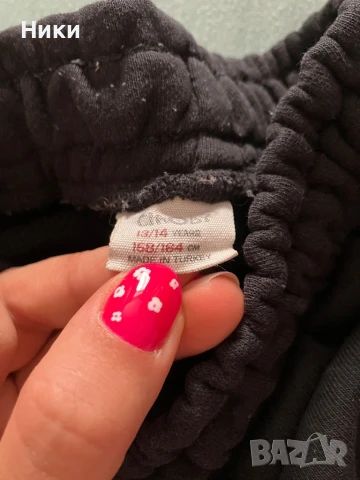 Ники
13/14 YEARS
158/164 CM
MADE IN TURKEY
BAZAR